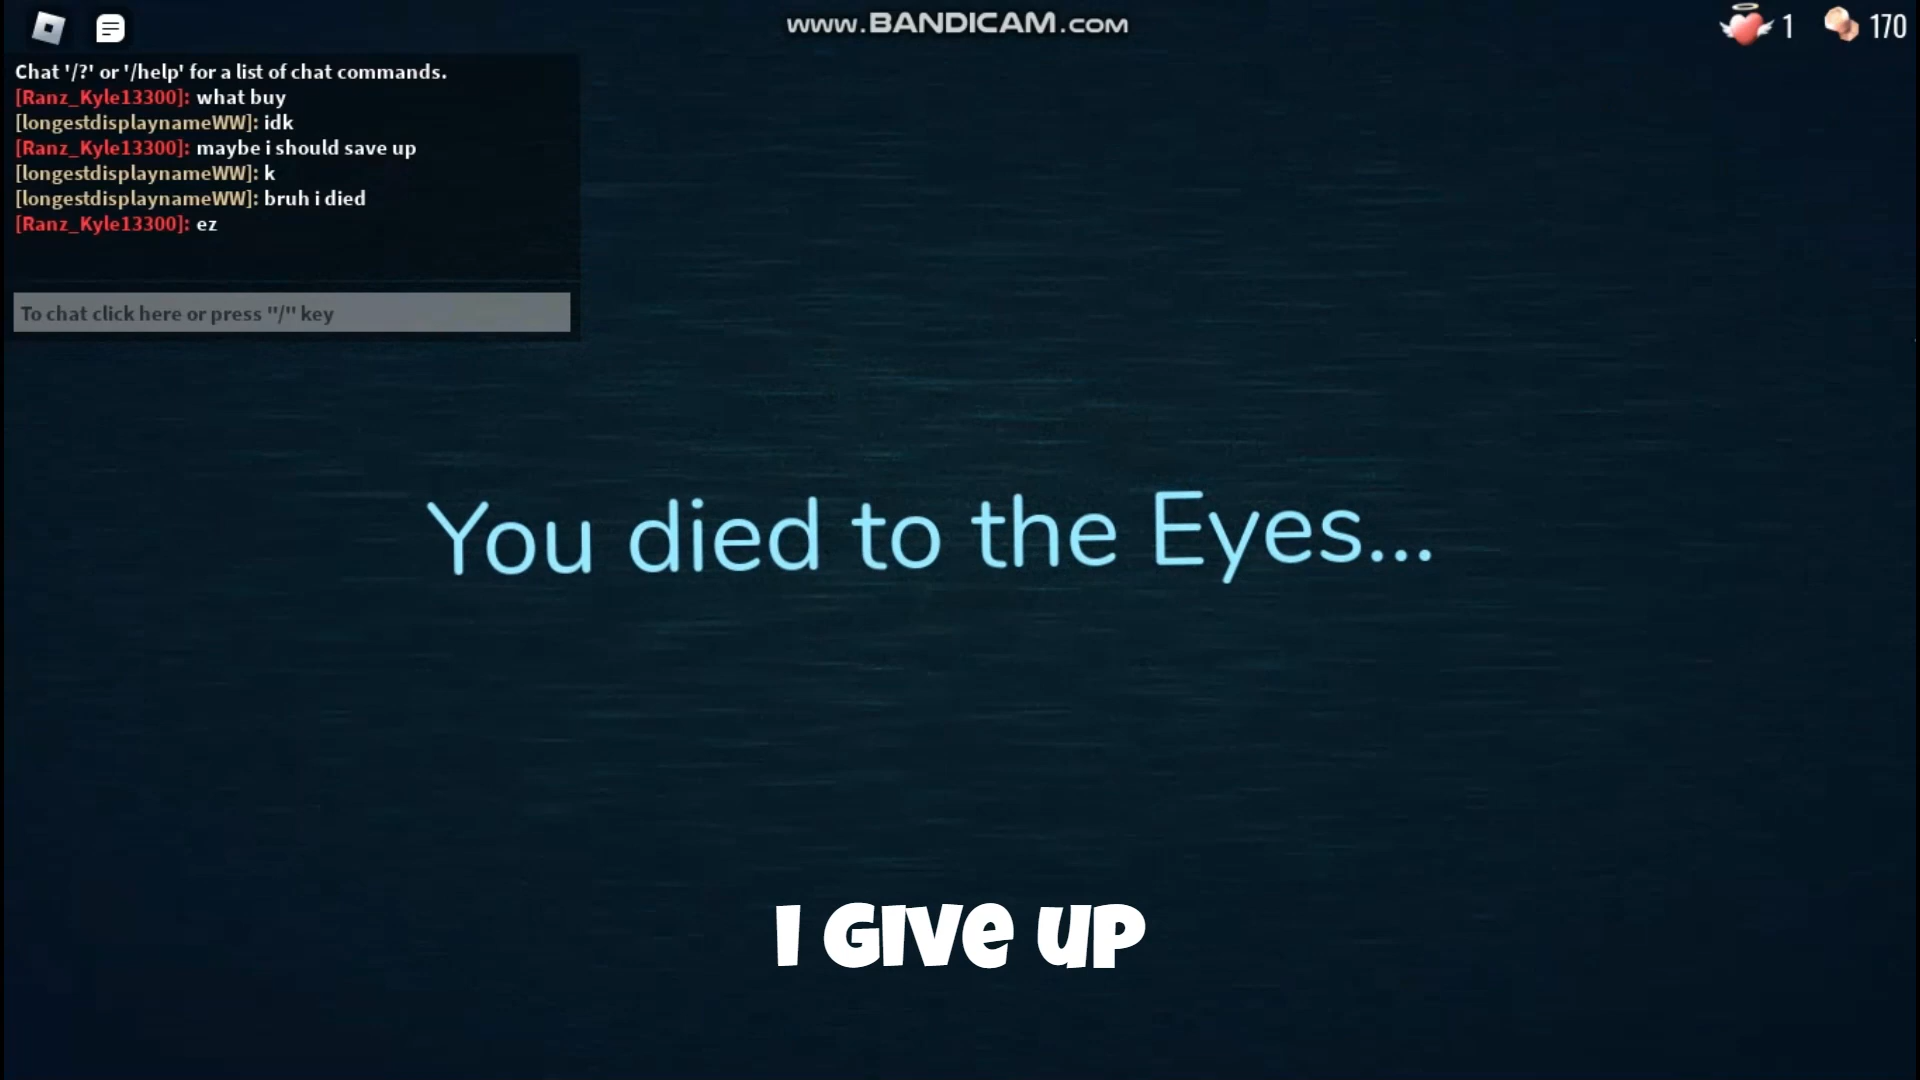 www.BANDICAM.com
1
170
Chat '/?' or '/help' for a list of chat commands.
[Ranz_Kyle13300]: what buy
[longestdisplaynameWW]: idk
[Ranz_Kyle13300]: maybe i should save up
[longestdisplaynameWW]: k
[longestdisplaynameWW]: bruh i died
[Ranz_Kyle13300]: ez
To chat click here or press "/" key
You died to the Eyes...
I GIVE UP